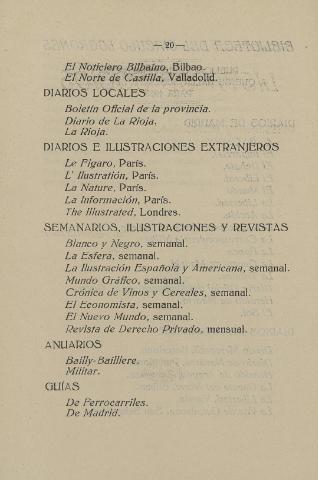 — 20 —
El Noticiero Bilbaíno, Bilbao.
El Norte de Castilla, Valladolid.
DIARIOS LOCALES
Boletín Oficial de la provincia.
Diario de La Rioja.
La Rioja.
DIARIOS E ILUSTRACIONES EXTRANJEROS
Le Fígaro, París.
L' Ilustratión, París.
La Nature, París.
La Información, París.
The Illustrated, Londres.
SEMANARIOS, ILUSTRACIONES Y REVISTAS
Blanco y Negro, semanal.
La Esfera, semanal.
La Ilustración Española y Americana, semanal.
Mundo Gráfico, semanal.
Crónica de Vinos y Cereales, semanal.
El Economista, semanal.
El Nuevo Mundo, semanal.
Revista de Derecho Privado, mensual.
ANUARIOS
Bailly-Bailliere.
Militar.
GUÍAS
De Ferrocarriles.
De Madrid.